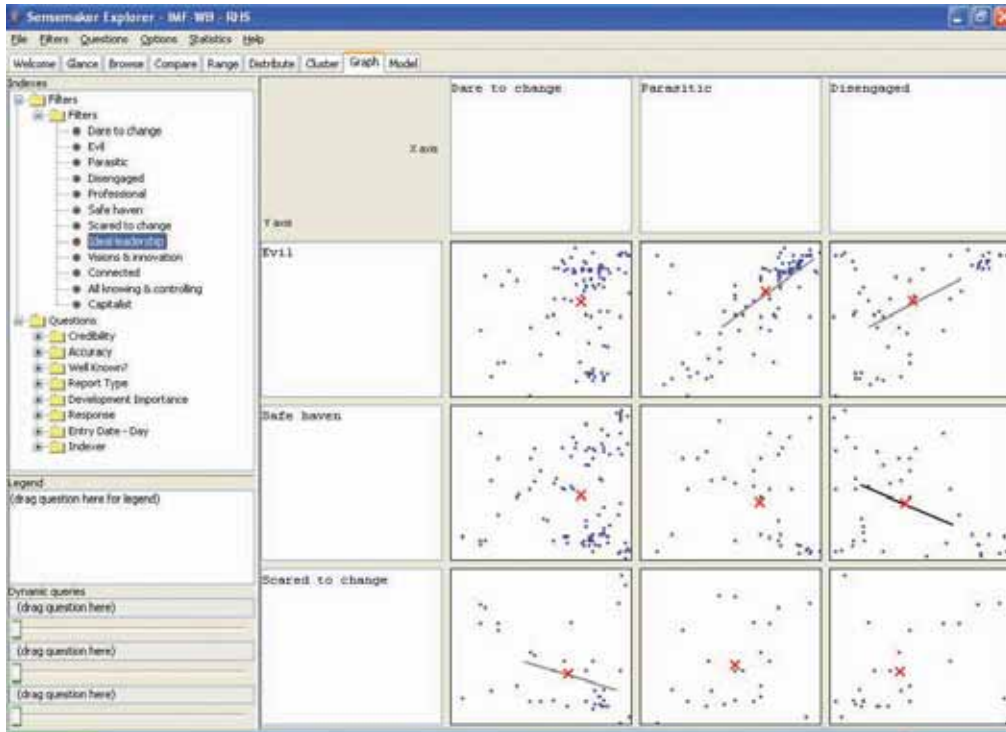 Sensemaker Explorer - IMF-WB - RHS
File Filters Questions Options Statistics Help
Welcome Glance Browse Compare Range Distribute Cluster Graph Model
Indexes
Filters
Filters
Dare to change
Evil
Parasitic
Disengaged
Professional
Safe haven
Scared to change
Ideal leadership
Visions & innovation
Connected
All knowing & controlling
Capitalist
Questions
Credibility
Accuracy
Well Known?
Report Type
Development Importance
Response
Entry Date - Day
Indexer
Legend
(drag question here for legend)
Dynamic queries
(drag question here)
(drag question here)
(drag question here)
X axis
Y axis
Dare to change
Parasitic
Disengaged
Evil
Safe haven
Scared to change